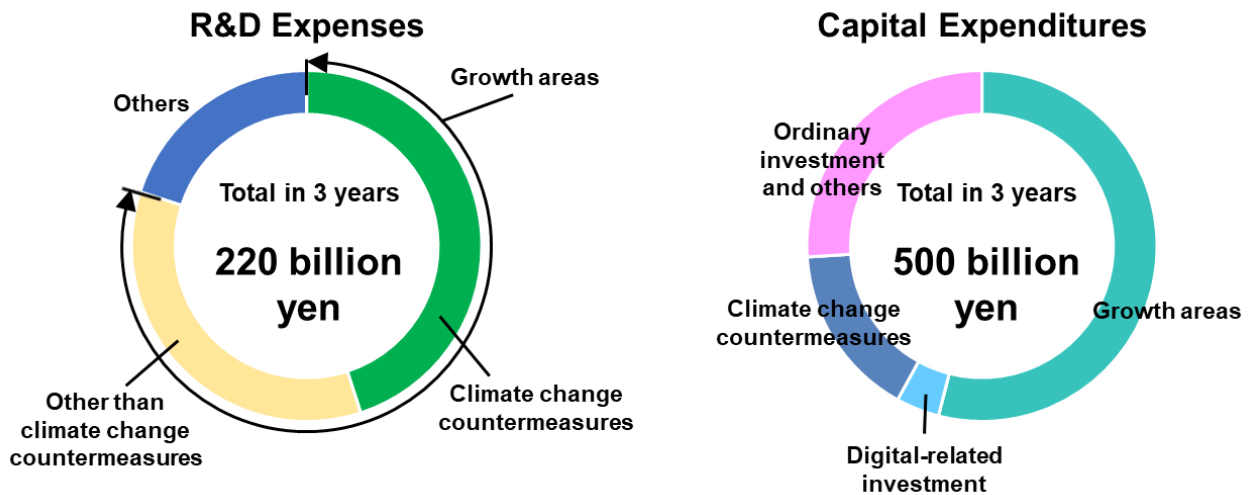 R&D Expenses
Growth areas
Others
Total in 3 years
220 billion
yen
Other than
climate change
countermeasures
Climate change
countermeasures
Capital Expenditures
Ordinary
investment
and others
Total in 3 years
500 billion
yen
Climate change
countermeasures
Growth areas
Digital-related
investment